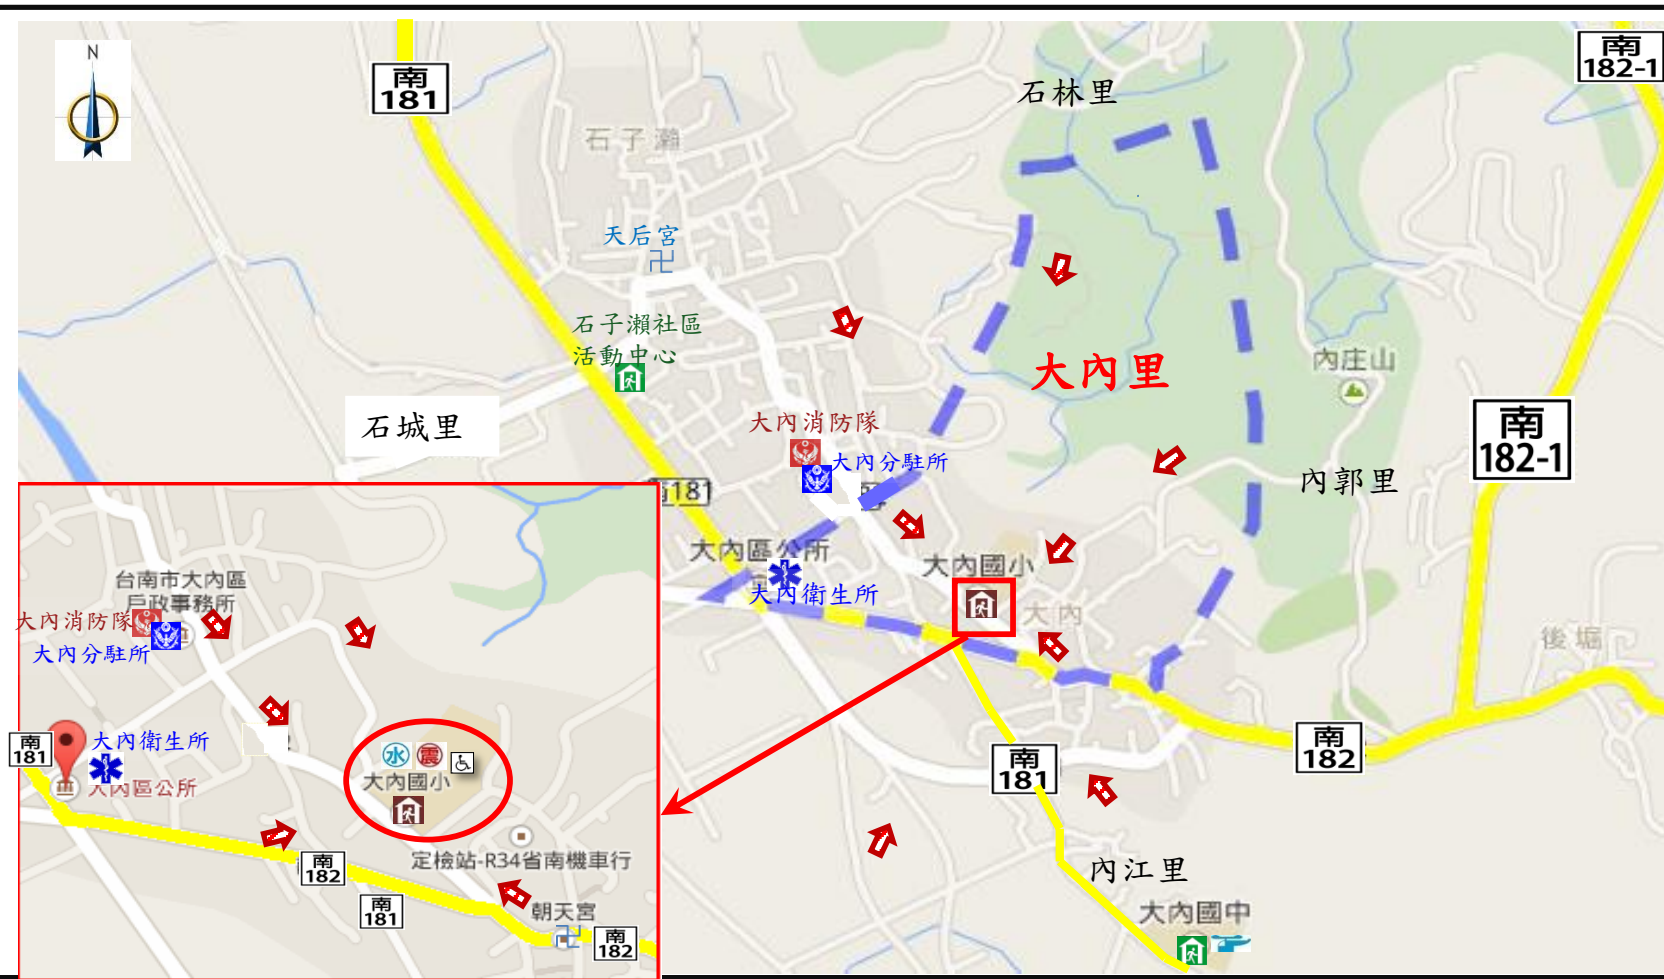 N
南
181
石林里
南
182-1
石子瀨
天后宮
石子瀨社區
活動中心
大內里
內庄山
石城里
大內消防隊
大內分駐所
南
182-1
內郭里
181
大內區公所
大內國小
大內衛生所
大內
後堀
南
182
南
181
內江里
大內國中
台南市大內區
戶政事務所
大內消防隊
大內分駐所
南
181
大內衛生所
大內區公所
水
震
大內國小
定檢站-R34省南機車行
南
182
南
181
朝天宮
南
182